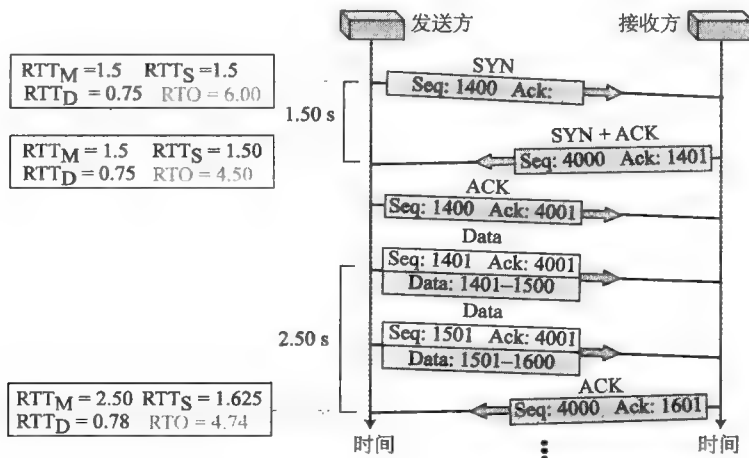 发送方
接收方
RTTM =1.5 RTTS =1.5
RTTD = 0.75 RTO = 6.00
SYN
Seq: 1400 Ack:
1.50 s
RTTM = 1.5 RTTS = 1.50
RTTD = 0.75 RTO = 4.50
SYN + ACK
Seq: 4000 Ack: 1401
ACK
Seq: 1400 Ack: 4001
Data
Seq: 1401 Ack: 4001
Data: 1401–1500
Data
2.50 s
Seq: 1501 Ack: 4001
Data: 1501–1600
ACK
RTTM = 2.50 RTTS = 1.625
RTTD = 0.78 RTO = 4.74
Seq: 4000 Ack: 1601
时间
时间